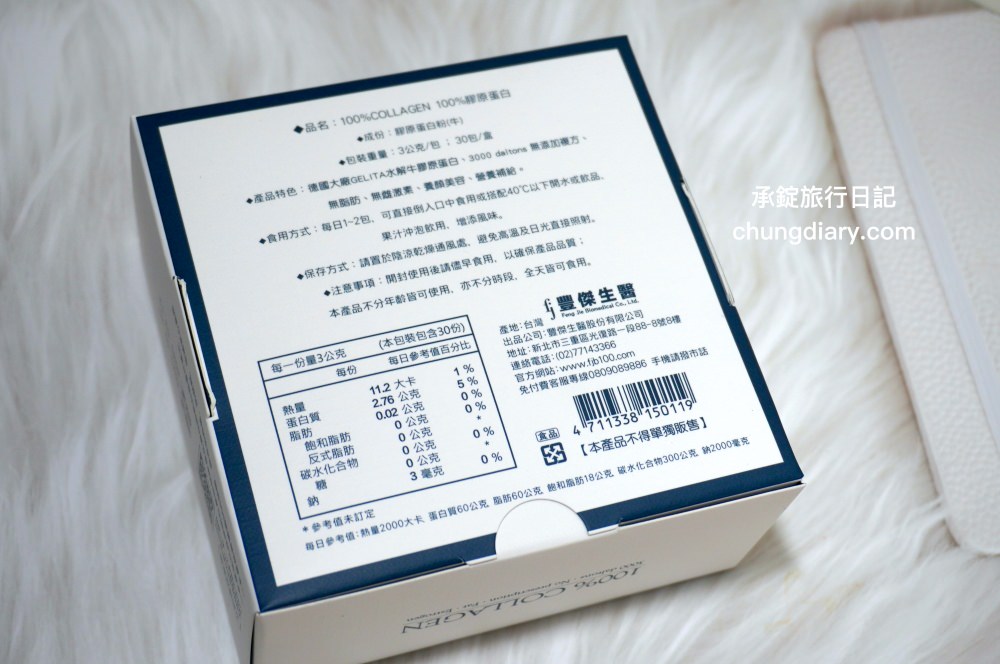 ◆品名：100%COLLAGEN 100%膠原蛋白
◆成份：膠原蛋白粉(牛)
◆包裝重量：3公克/包 ； 30包/盒
◆產品特色：德國大廠GELITA水解牛膠原蛋白、3000 daltons 無添加複方、
無脂肪、無雌激素、養顏美容、營養補給。
◆食用方式：每日1~2包，可直接倒入口中食用或搭配40℃以下開水或飲品，
果汁沖泡飲用，增添風味。
◆保存方式：請置於陰涼乾燥通風處，避免高溫及日光直接照射。
◆注意事項：開封使用後請儘早食用，以確保產品品質；
本產品不分年齡皆可使用，亦不分時段，全天皆可食用。
每一份量3公克 (本包裝包含30份)
每份 每日參考值百分比
熱量 11.2 大卡 1 %
蛋白質 2.76 公克 5 %
脂肪 0.02 公克 0 %
飽和脂肪 0 公克 0 %
反式脂肪 0 公克 *
碳水化合物 0 公克 0 %
糖 0 公克 *
鈉 3 毫克 0 %
* 參考值未訂定
每日參考值:熱量2000大卡 蛋白質60公克, 脂肪60公克, 飽和脂肪18公克, 碳水化合物300公克, 鈉2000毫克
豐傑生醫
Feng Jie Biomedical Co., Ltd.
產地:台灣
出品公司:豐傑生醫股份有限公司
地址:新北市三重區光復路一段88-8號8樓
連絡電話:(02)77143366
官方網站:www.fjb100.com
免付費客服專線0809089886 手機請撥市話
4 711338 150119
食品
【本產品不得單獨販售】
100% COLLAGEN
承錠旅行日記
chungdiary.com